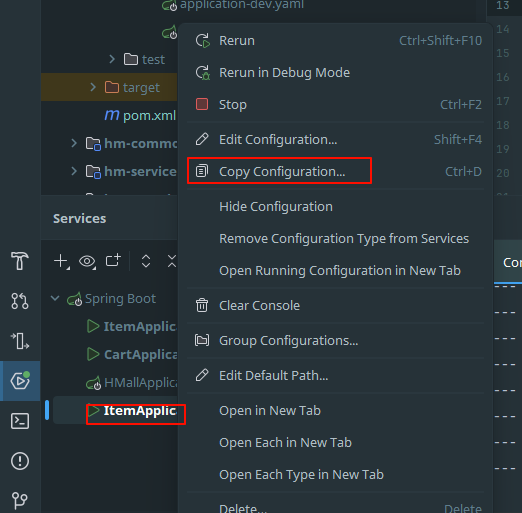 application-dev.yaml
13
14
15
16
17
18
19
20
21
test
target
pom.xml
hm-commo
hm-service
Services
Rerun Ctrl+Shift+F10
Rerun in Debug Mode
Stop Ctrl+F2
Edit Configuration... Shift+F4
Copy Configuration... Ctrl+D
Hide Configuration
Remove Configuration Type from Services
Open Running Configuration in New Tab
Clear Console
Group Configurations...
Edit Default Path...
Open in New Tab
Open Each in New Tab
Open Each Type in New Tab
Delete...
Spring Boot
ItemApplica
CartApplica
HMallApplica
ItemApplica
Co
---
---
---
---
---
---
---